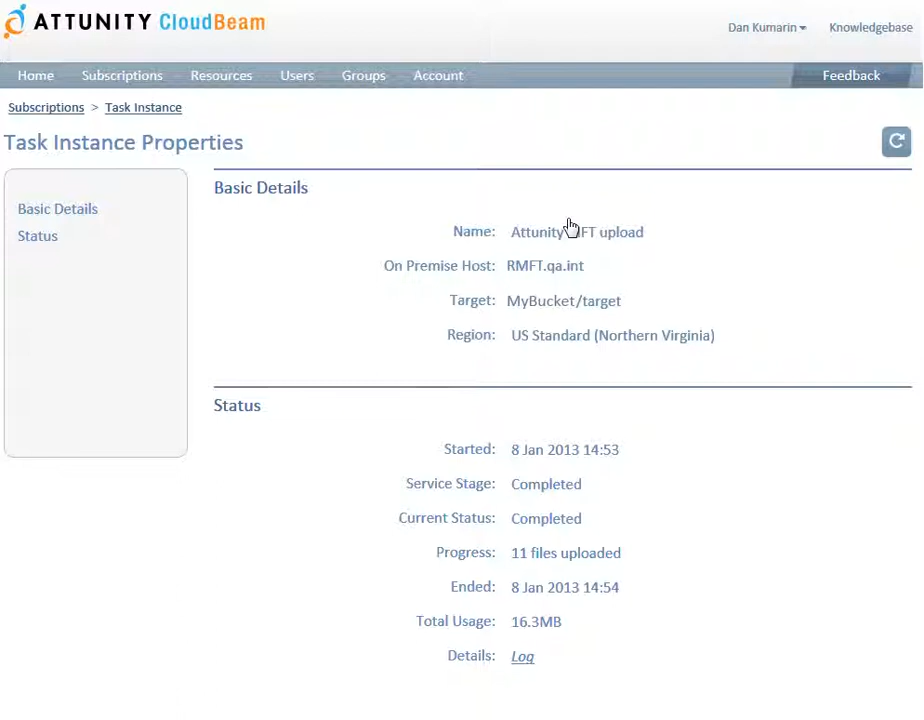 ATTUNITY CloudBeam
Dan Kumarin Knowledgebase
Home Subscriptions Resources Users Groups Account Feedback
Subscriptions > Task Instance
Task Instance Properties
Basic Details
Status
Basic Details
Name: Attunity FT upload
On Premise Host: RMFT.qa.int
Target: MyBucket/target
Region: US Standard (Northern Virginia)
Status
Started: 8 Jan 2013 14:53
Service Stage: Completed
Current Status: Completed
Progress: 11 files uploaded
Ended: 8 Jan 2013 14:54
Total Usage: 16.3MB
Details: Log